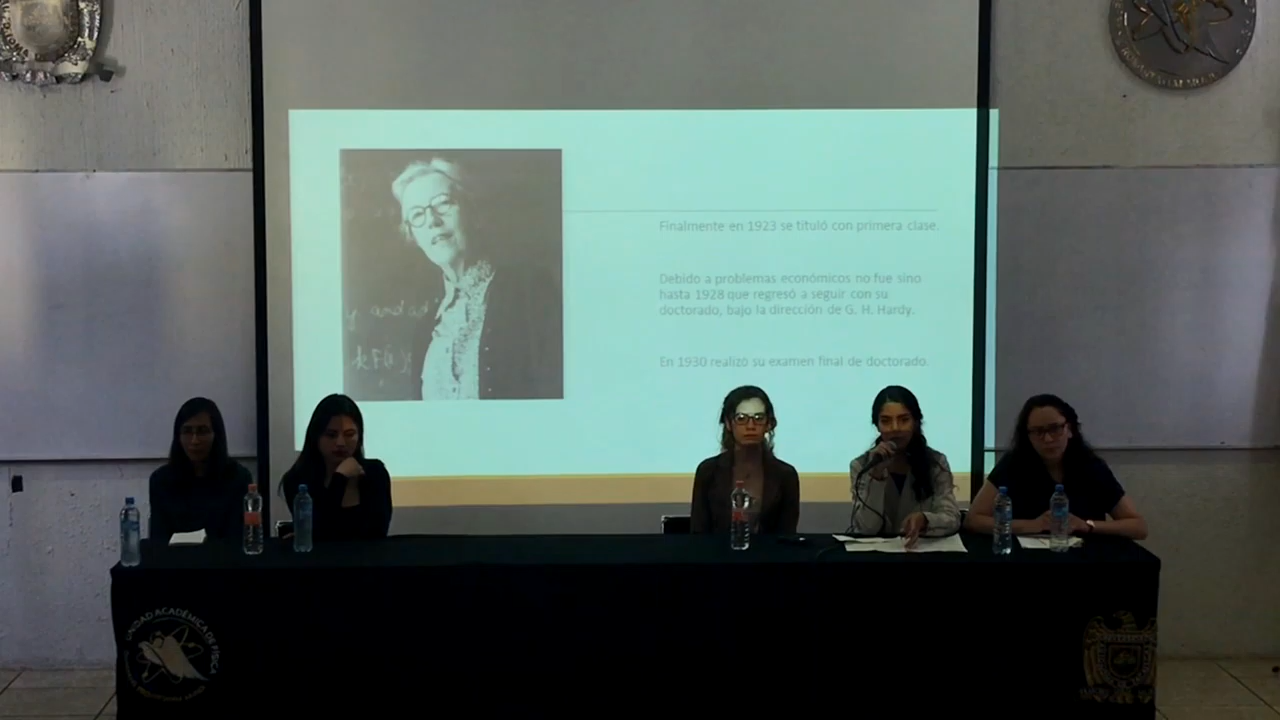 Finalmente en 1923 se tituló con primera clase.
Debido a problemas económicos no fue sino
hasta 1928 que regresó a seguir con su
doctorado, bajo la dirección de G. H. Hardy.
En 1930 realizó su examen final de doctorado.
UNIDAD ACADÉMICA DE FÍSICA